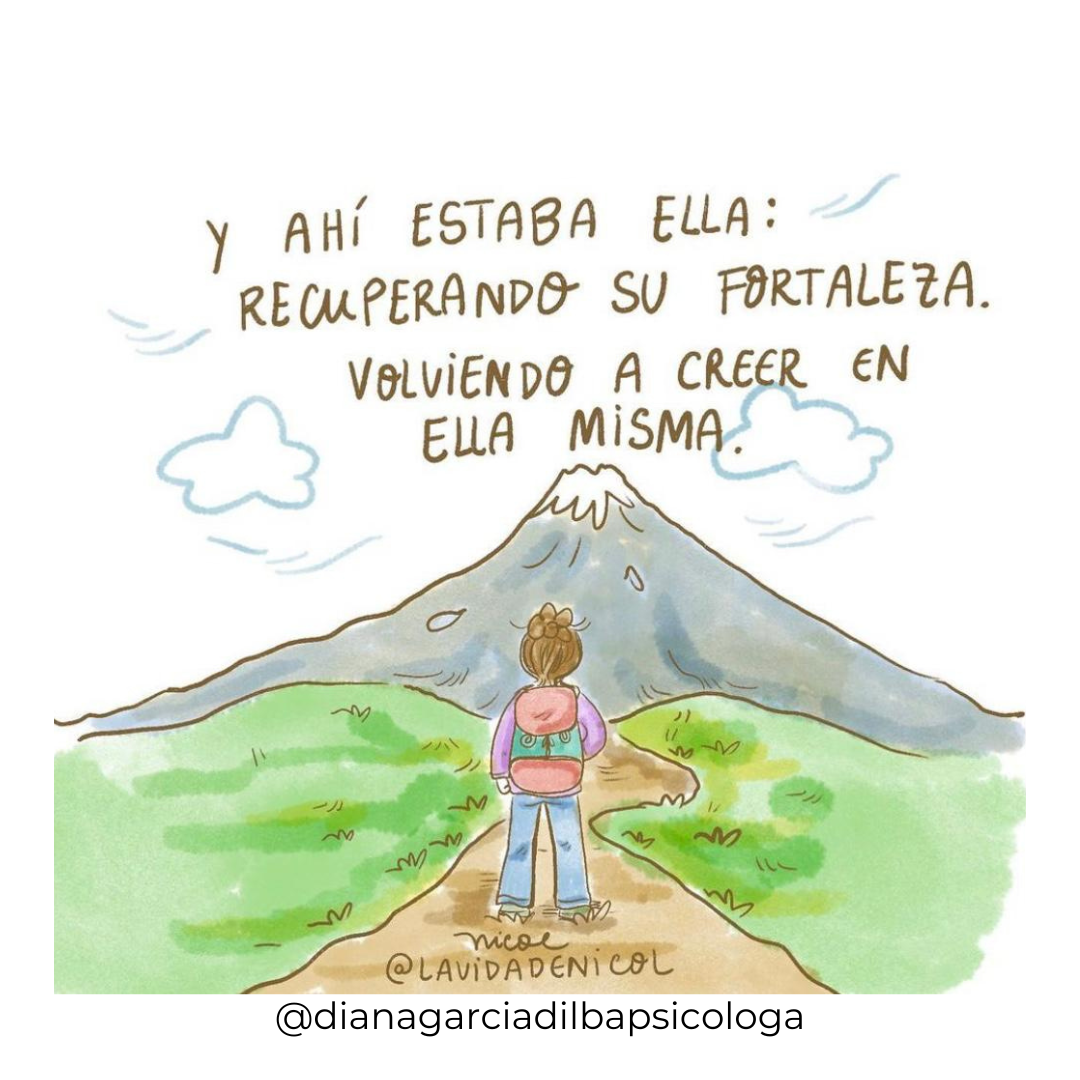 Y AHÍ ESTABA ELLA:
RECUPERANDO SU FORTALEZA.
VOLViENDO A CREER EN
ELLA MiSMA.
nicol
@LAViDADENiCOL
@dianagarciadilbapsicologa